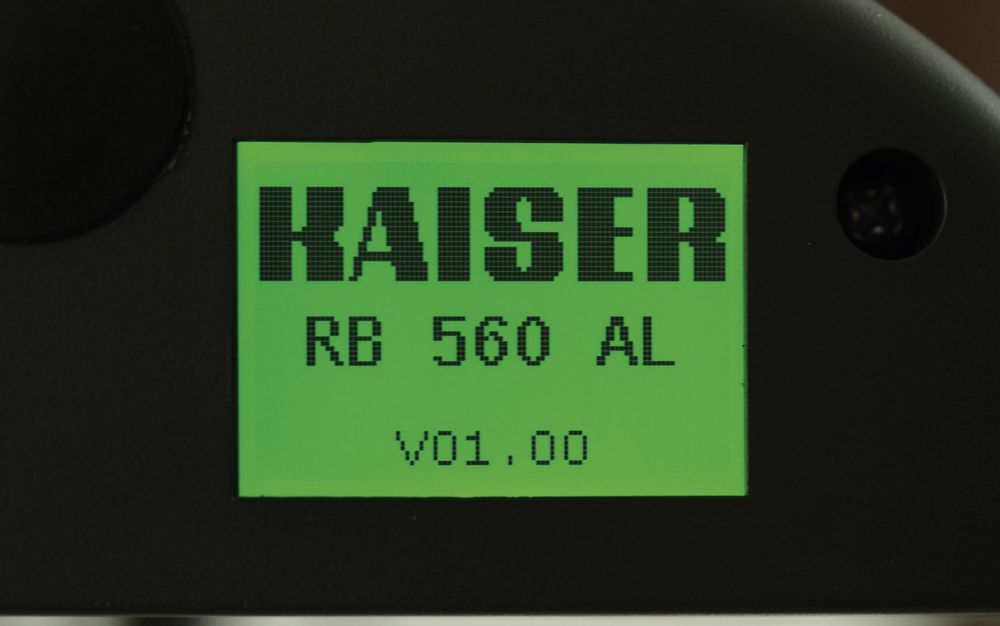 KAISER
RB 560 AL
V01.00